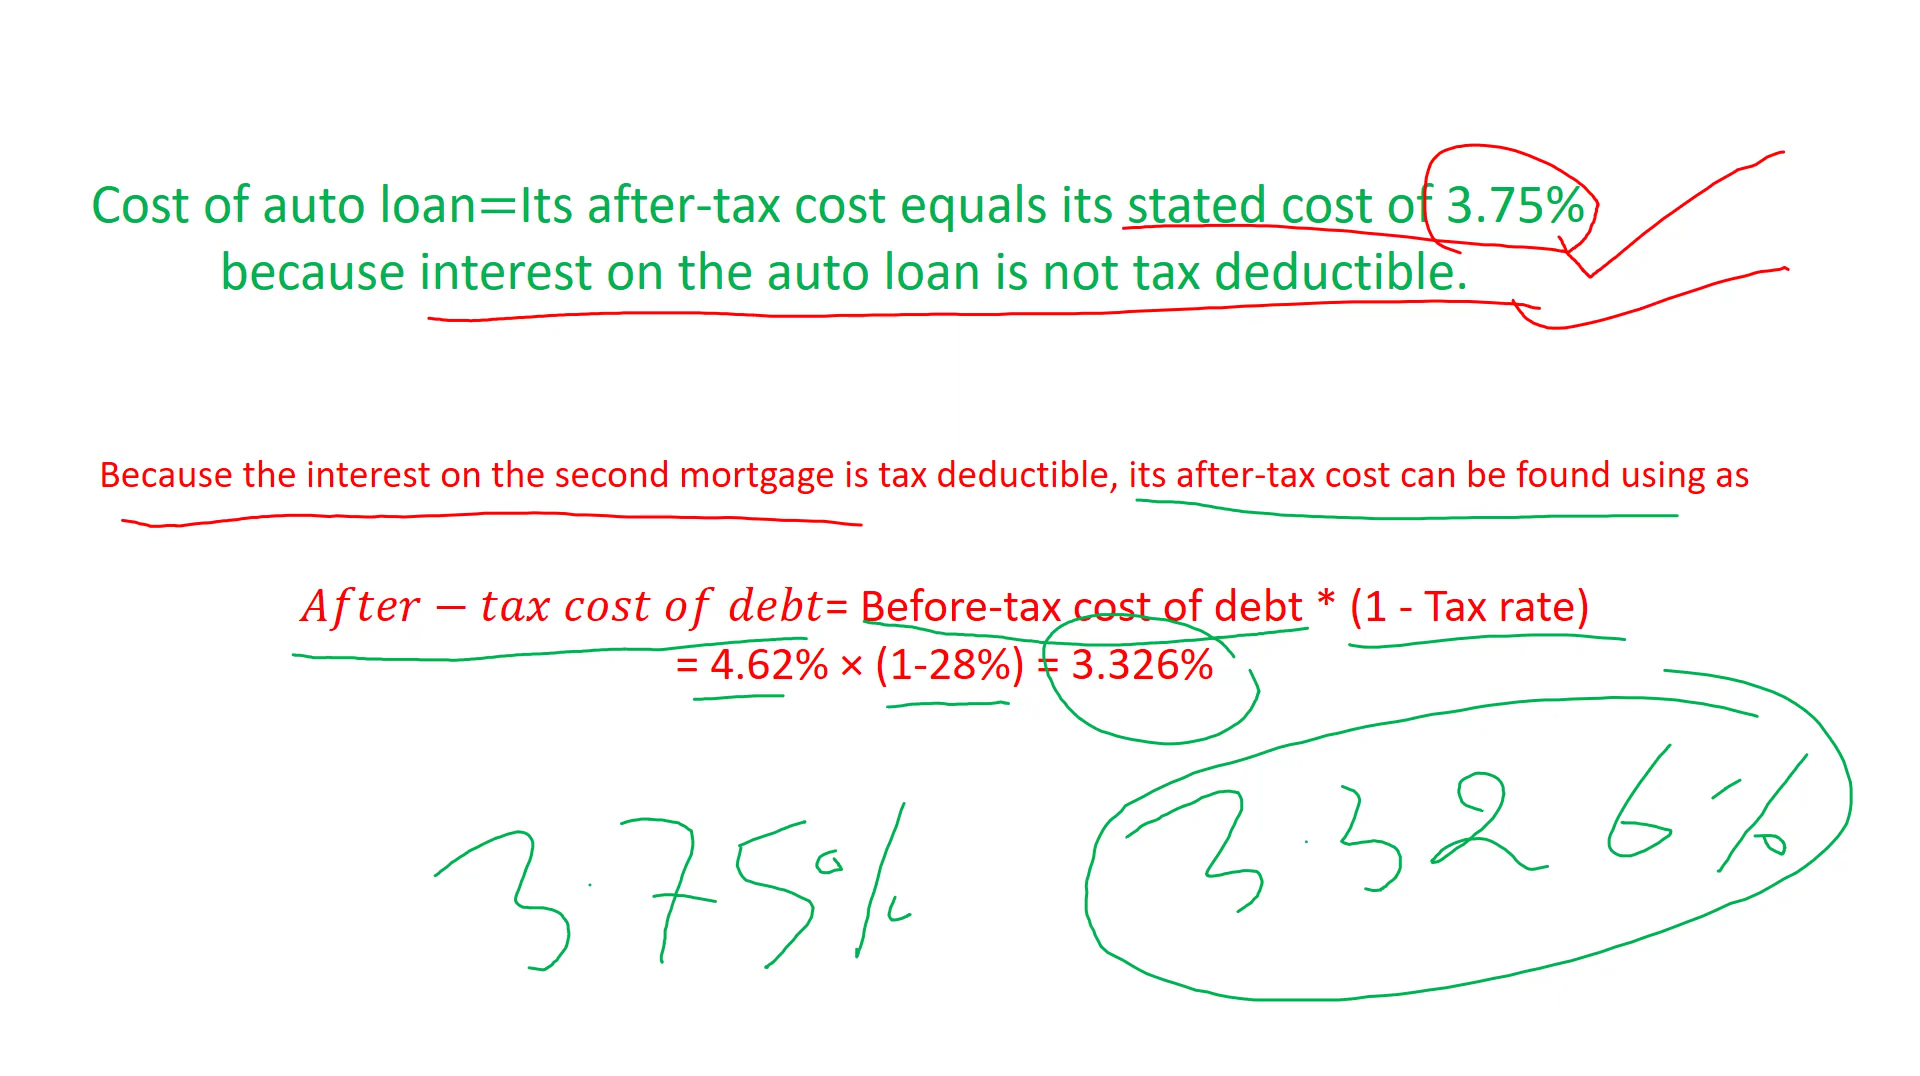 Cost of auto loan=Its after-tax cost equals its stated cost of 3.75%
because interest on the auto loan is not tax deductible.
Because the interest on the second mortgage is tax deductible, its after-tax cost can be found using as
After − tax cost of debt= Before-tax cost of debt * (1 - Tax rate)
= 4.62% × (1-28%) = 3.326%
3.75% 3.326%